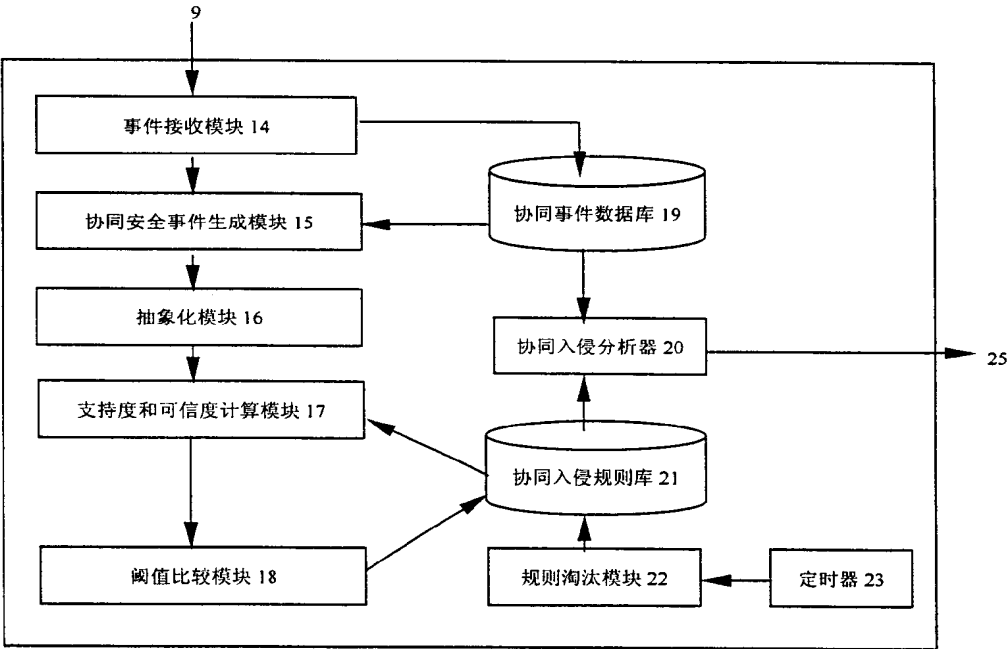 9
事件接收模块 14
协同安全事件生成模块 15
协同事件数据库 19
抽象化模块 16
协同入侵分析器 20
25
支持度和可信度计算模块 17
协同入侵规则库 21
阈值比较模块 18
规则淘汰模块 22
定时器 23